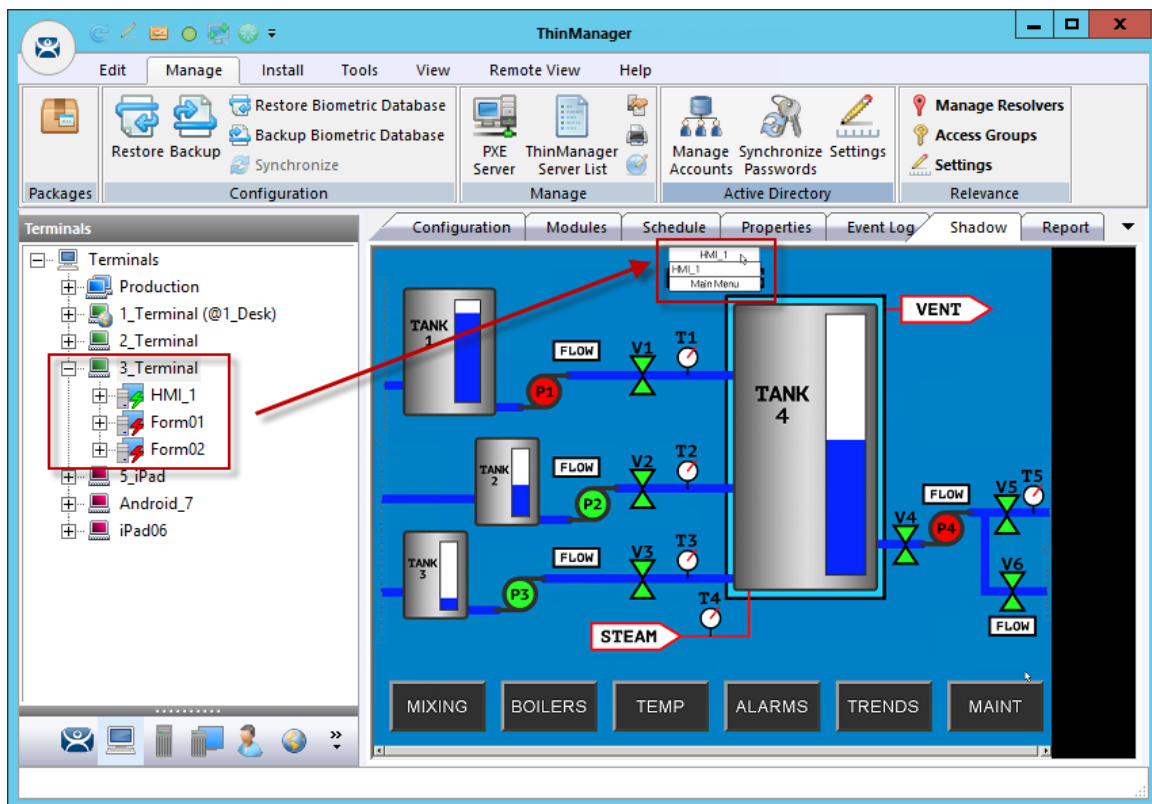 ThinManager
X
Edit Manage Install Tools View Remote View Help
Restore Biometric Database
Backup Biometric Database
Synchronize
Restore Backup
Configuration
Packages
PXE Server
ThinManager Server List
Manage
Manage Accounts
Synchronize Passwords
Settings
Active Directory
Manage Resolvers
Access Groups
Settings
Relevance
Terminals
Terminals
Production
1_Terminal (@1_Desk)
2_Terminal
3_Terminal
HMI_1
Form01
Form02
5_iPad
Android_7
iPad06
Configuration Modules Schedule Properties Event Log Shadow Report
HMI_1
HMI_1
Main Menu
TANK
1
FLOW
V1
T1
P1
VENT
TANK
4
TANK
2
FLOW
V2
T2
P2
TANK
3
FLOW
V3
T3
P3
T4
STEAM
V4
FLOW
P4
V5
T5
V6
FLOW
MIXING BOILERS TEMP ALARMS TRENDS MAINT